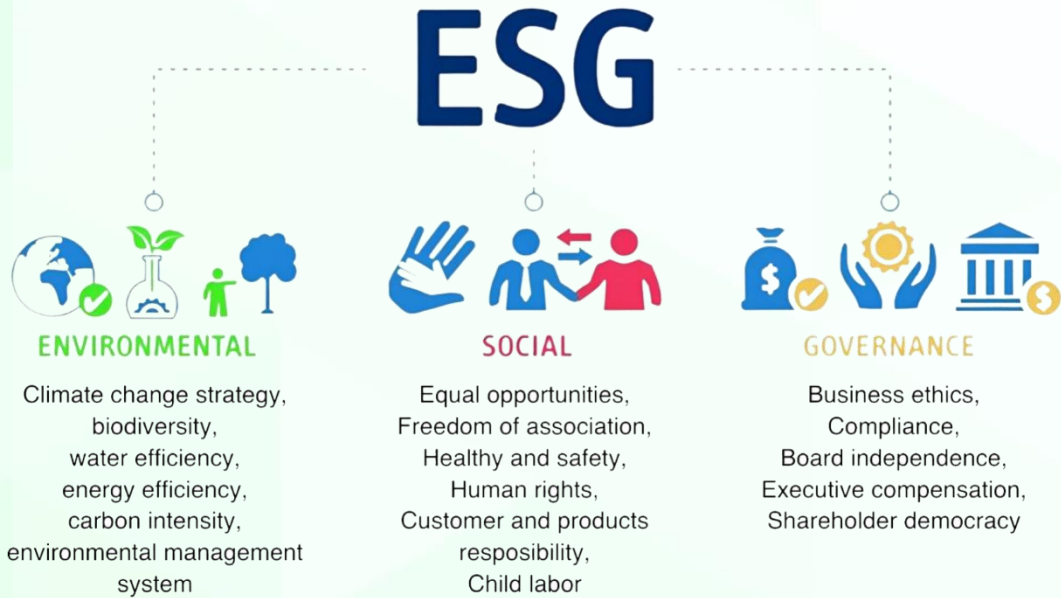 ESG
ENVIRONMENTAL
Climate change strategy,
biodiversity,
water efficiency,
energy efficiency,
carbon intensity,
environmental management
system
SOCIAL
Equal opportunities,
Freedom of association,
Healthy and safety,
Human rights,
Customer and products
resposibility,
Child labor
GOVERNANCE
Business ethics,
Compliance,
Board independence,
Executive compensation,
Shareholder democracy